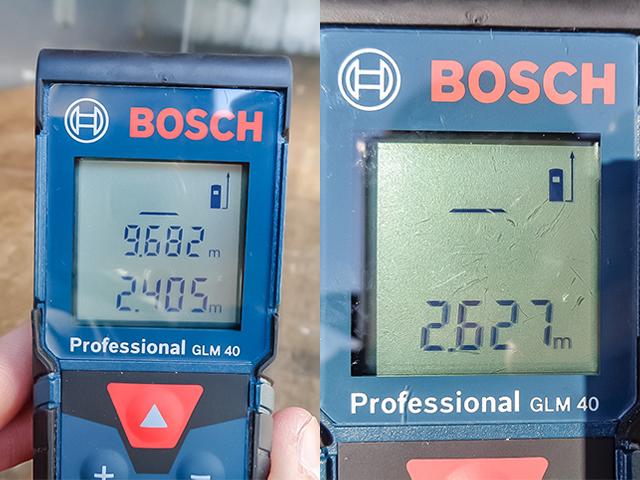 BOSCH
9.682 m
2.405 m
Professional GLM 40
+ −
BOSCH
2.627 m
Professional GLM 40